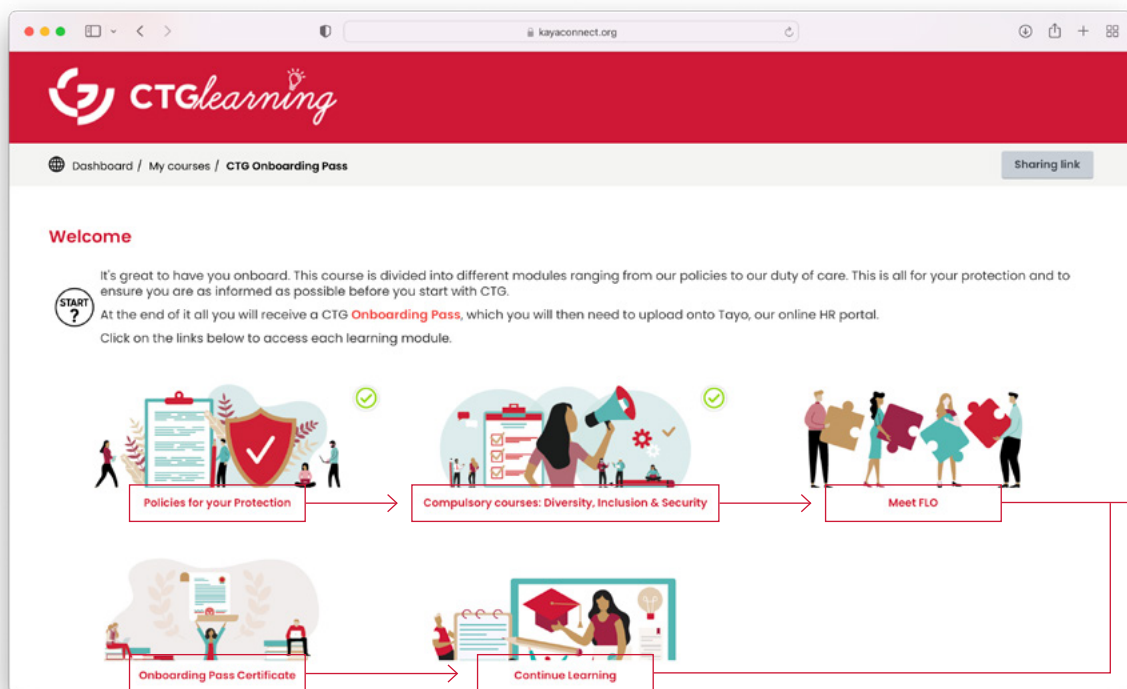 kayaconnect.org
CTGlearning
Dashboard / My courses / CTG Onboarding Pass
Sharing link
Welcome
It's great to have you onboard. This course is divided into different modules ranging from our policies to our duty of care. This is all for your protection and to
ensure you are as informed as possible before you start with CTG.
START
?
At the end of it all you will receive a CTG Onboarding Pass, which you will then need to upload onto Tayo, our online HR portal.
Click on the links below to access each learning module.
Policies for your Protection
Compulsory courses: Diversity, Inclusion & Security
Meet FLO
Onboarding Pass Certificate
Continue Learning